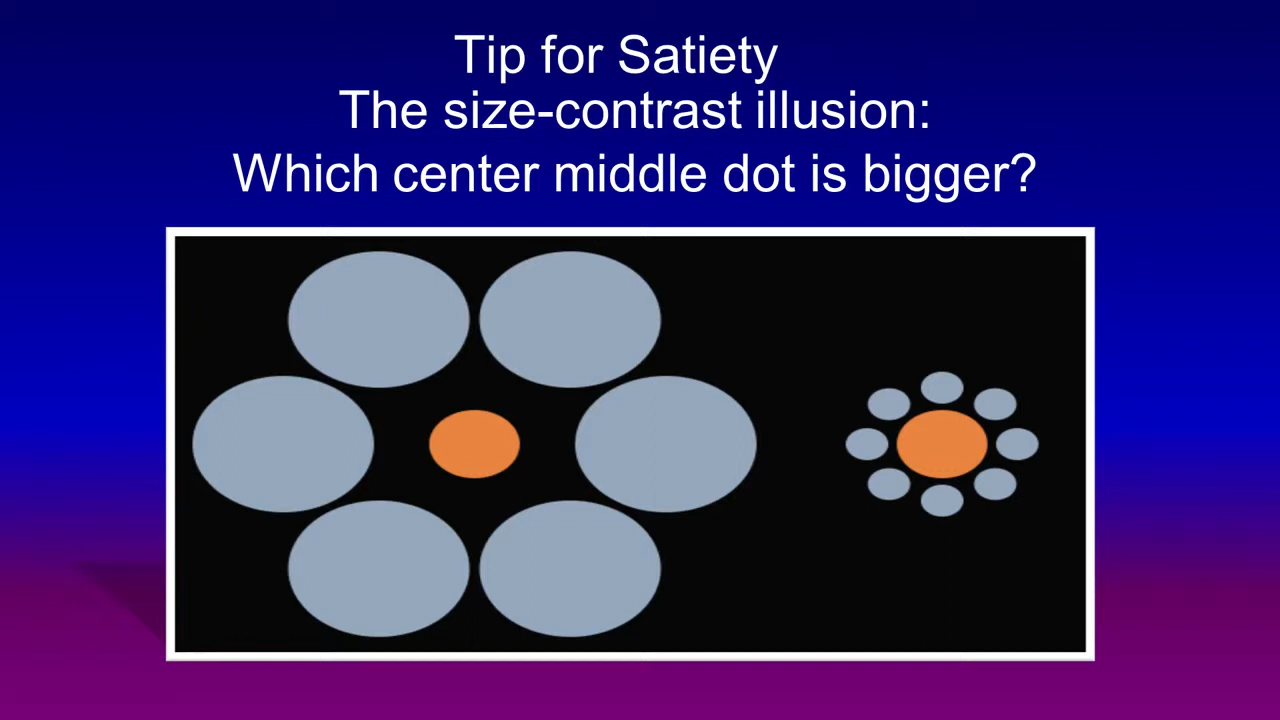 Tip for Satiety
The size-contrast illusion:
Which center middle dot is bigger?